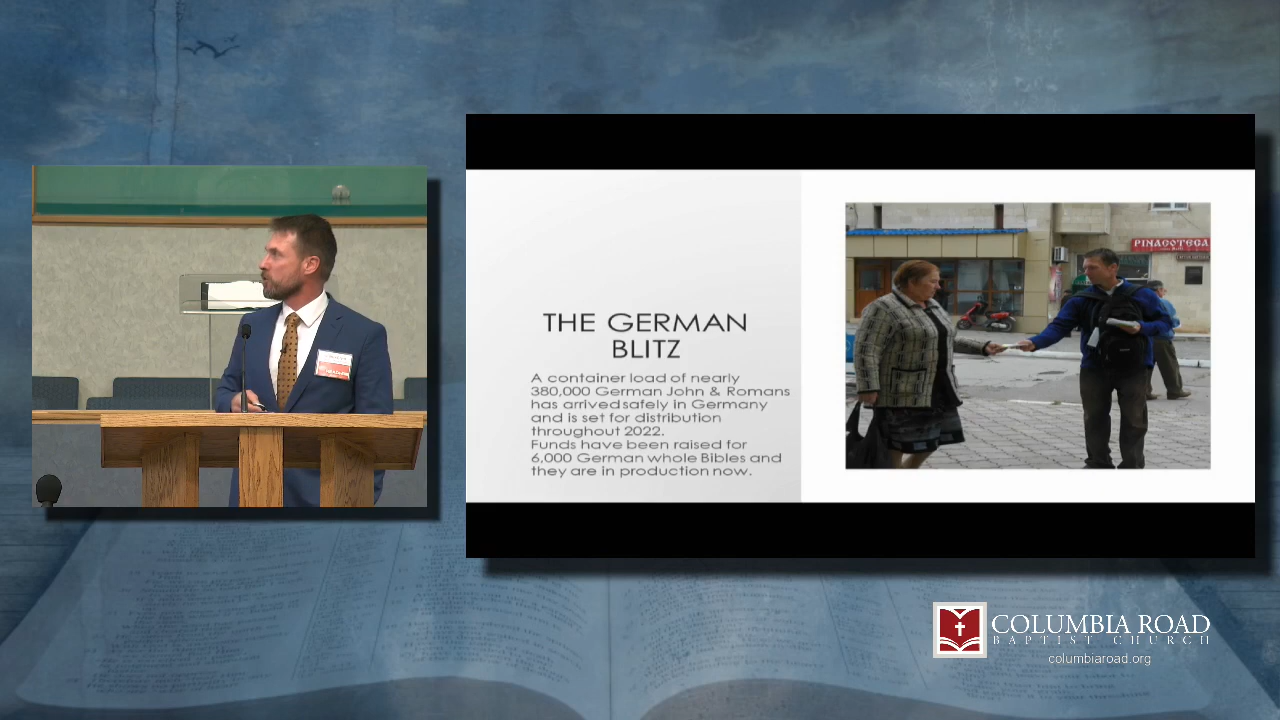 THE GERMAN
BLITZ
A container load of nearly
380,000 German John & Romans
has arrived safely in Germany
and is set for distribution
throughout 2022.
Funds have been raised for
6,000 German whole Bibles and
they are in production now.
PINACOTECA
COLUMBIA ROAD
BAPTIST CHURCH
columbiaroad.org